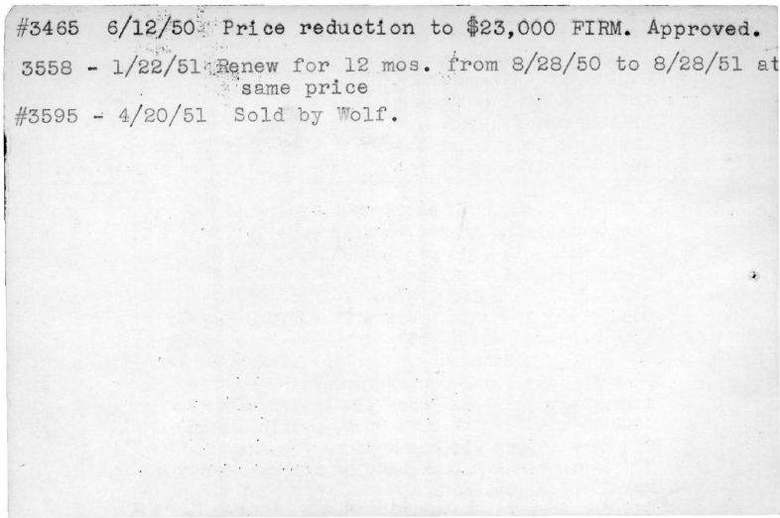 #3465 6/12/50 Price reduction to $23,000 FIRM. Approved.
3558 - 1/22/51 Renew for 12 mos. from 8/28/50 to 8/28/51 at
same price
#3595 - 4/20/51 Sold by Wolf.